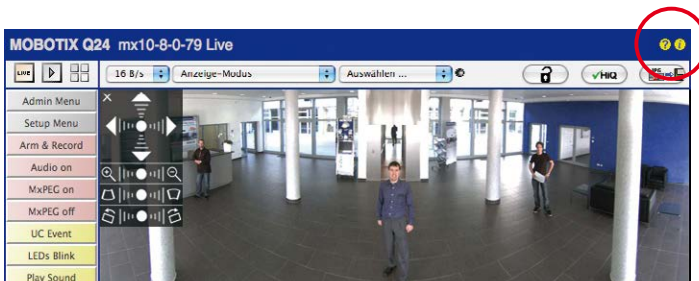 MOBOTIX Q24 mx10-8-0-79 Live
? i
LIVE
16 B/s
Anzeige-Modus
Auswählen ...
HiQ
Admin Menu
Setup Menu
Arm & Record
Audio on
MxPEG on
MxPEG off
UC Event
LEDs Blink
Play Sound